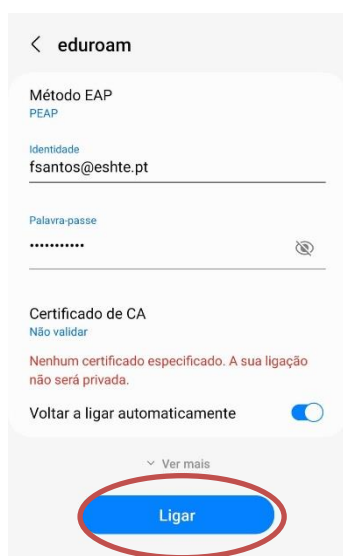 eduroam
Método EAP
PEAP
Identidade
fsantos@eshte.pt
Palavra-passe
•••••••••••
Certificado de CA
Não validar
Nenhum certificado especificado. A sua ligação
não será privada.
Voltar a ligar automaticamente
Ver mais
Ligar